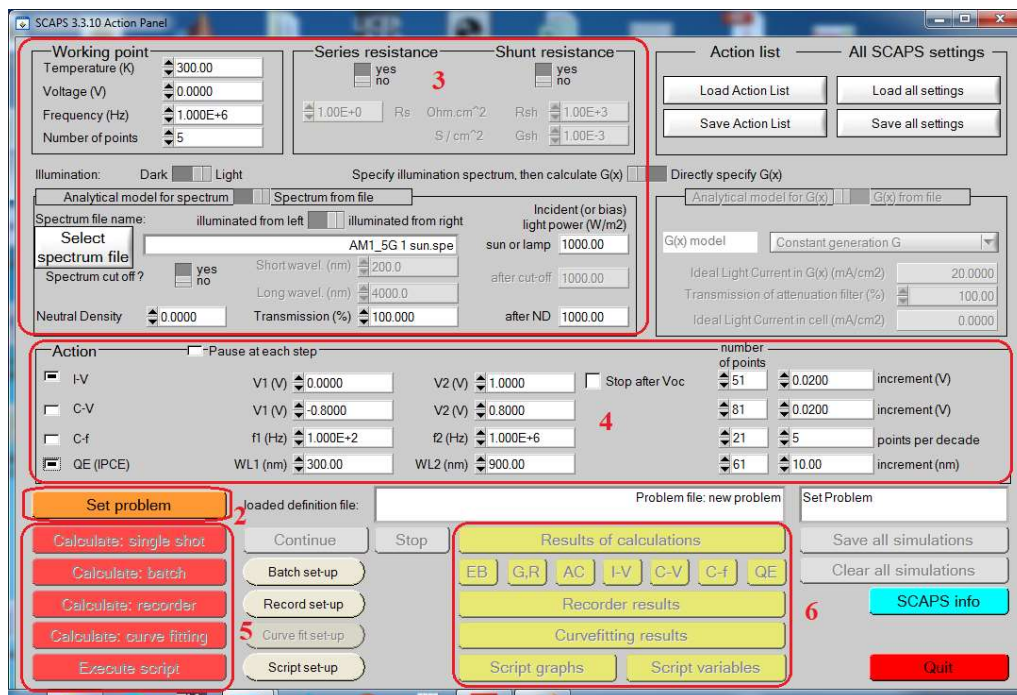 SCAPS 3.3.10 Action Panel
Working point
Temperature (K) 300.00
Voltage (V) 0.0000
Frequency (Hz) 1.000E+6
Number of points 5
Series resistance
yes
no
Shunt resistance
yes
no
3
1.00E+0 Rs Ohm.cm^2 Rsh 1.00E+3
S / cm^2 Gsh 1.00E-3
Action list
All SCAPS settings
Load Action List
Load all settings
Save Action List
Save all settings
Illumination: Dark Light
Specify illumination spectrum, then calculate G(x)
Directly specify G(x)
Analytical model for spectrum
Spectrum from file
Spectrum file name:
illuminated from left
illuminated from right
Incident (or bias)
light power (W/m2)
Select
spectrum file
AM1_5G 1 sun.spe
sun or lamp 1000.00
Spectrum cut off ?
yes
no
Short wavel. (nm) 200.0
after cut-off 1000.00
Long wavel. (nm) 4000.0
Neutral Density 0.0000
Transmission (%) 100.000
after ND 1000.00
Analytical model for G(x)
G(x) from file
G(x) model
Constant generation G
Ideal Light Current in G(x) (mA/cm2) 20.0000
Transmission of attenuation filter (%) 100.00
Ideal Light Current in cell (mA/cm2) 0.0000
Action
Pause at each step
number
of points
I-V V1 (V) 0.0000 V2 (V) 1.0000 Stop after Voc 51 0.0200 increment (V)
C-V V1 (V) -0.8000 V2 (V) 0.8000 81 0.0200 increment (V)
4
C-f f1 (Hz) 1.000E+2 f2 (Hz) 1.000E+6 21 5 points per decade
QE (IPCE) WL1 (nm) 300.00 WL2 (nm) 900.00 61 10.00 increment (nm)
Set problem
2
loaded definition file:
Problem file: new problem
Set Problem
Calculate: single shot
Continue
Stop
Results of calculations
Save all simulations
Calculate: batch
Batch set-up
EB G,R AC I-V C-V C-f QE
Clear all simulations
Calculate: recorder
Record set-up
Recorder results
6
SCAPS info
Calculate: curve fitting
5
Curve fit set-up
Curvefitting results
Execute script
Script set-up
Script graphs
Script variables
Quit